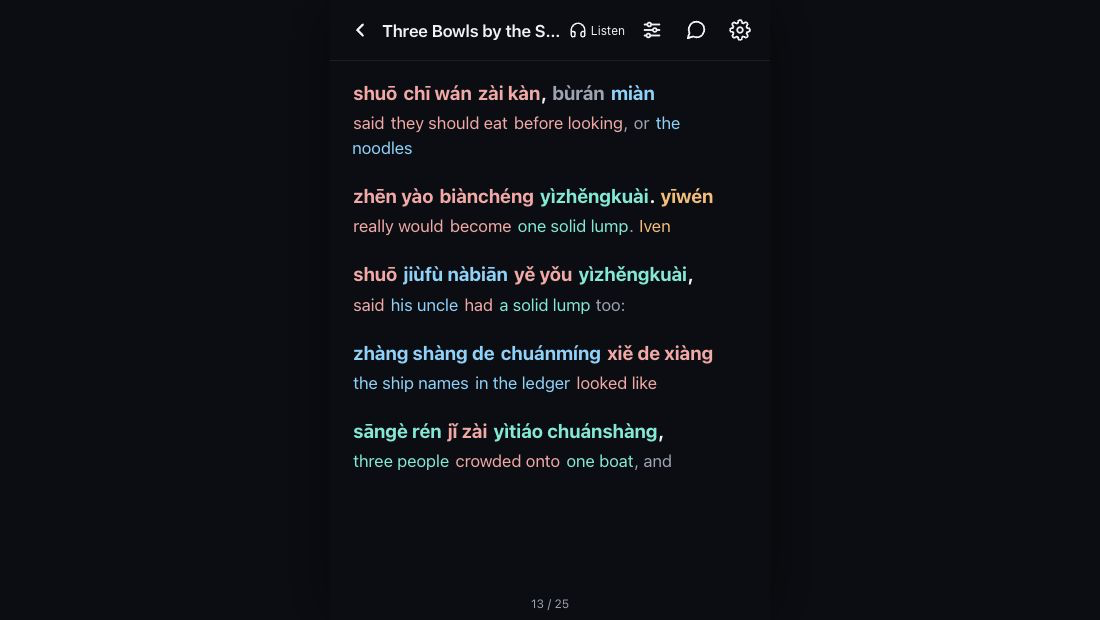 Three Bowls by the S... Listen
shuō chī wán zài kàn, bùrán miàn
said they should eat before looking, or the
noodles
zhēn yào biànchéng yìzhěngkuài. yīwén
really would become one solid lump. Iven
shuō jiùfù nàbiān yě yǒu yìzhěngkuài,
said his uncle had a solid lump too:
zhàng shàng de chuánmíng xiě de xiàng
the ship names in the ledger looked like
sāngè rén jǐ zài yìtiáo chuánshàng,
three people crowded onto one boat, and
13 / 25